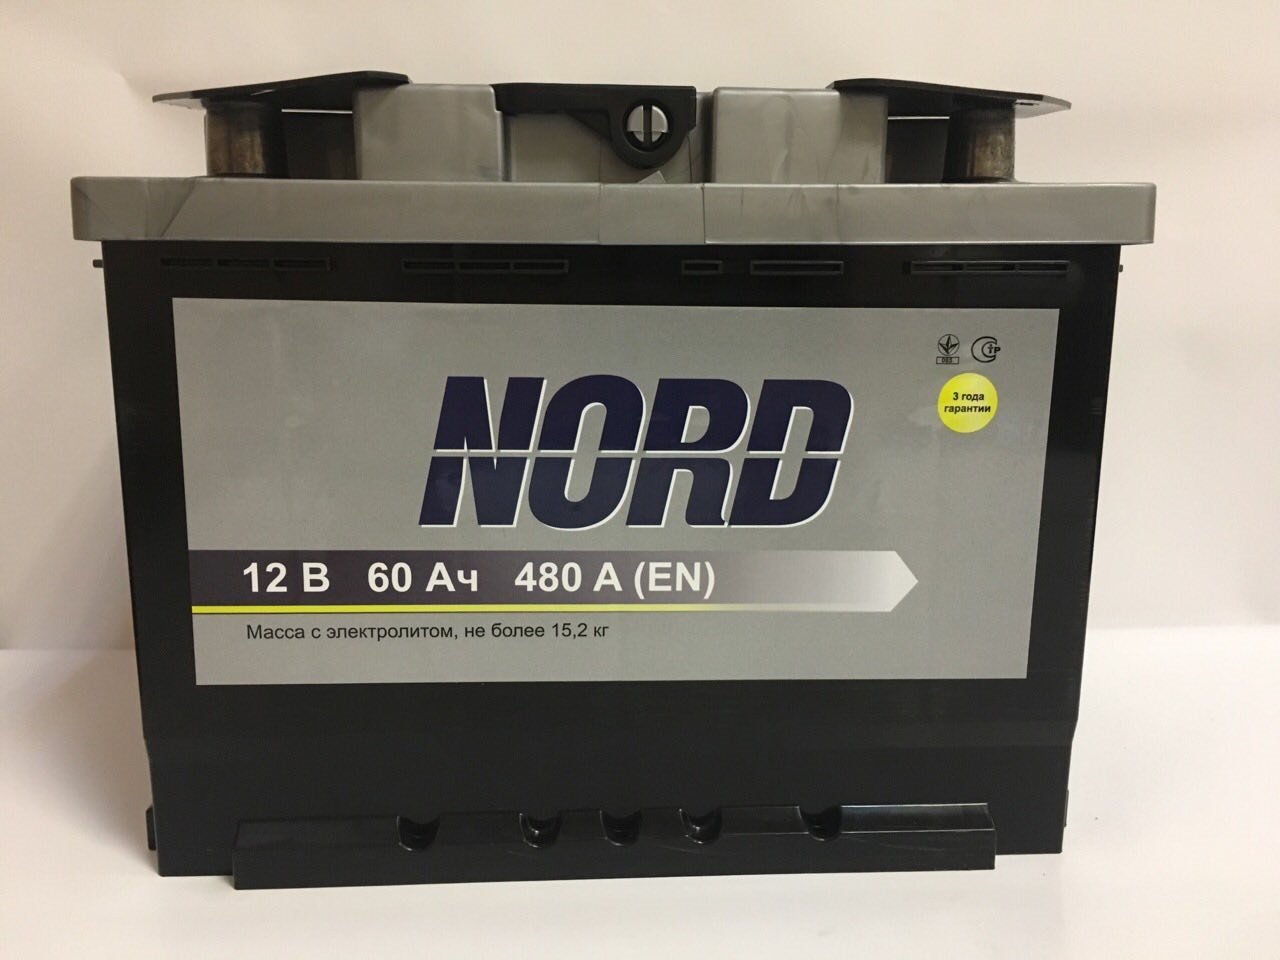 NORD
3 года
гарантии
12 В 60 Ач 480 А (EN)
Масса с электролитом, не более 15,2 кг